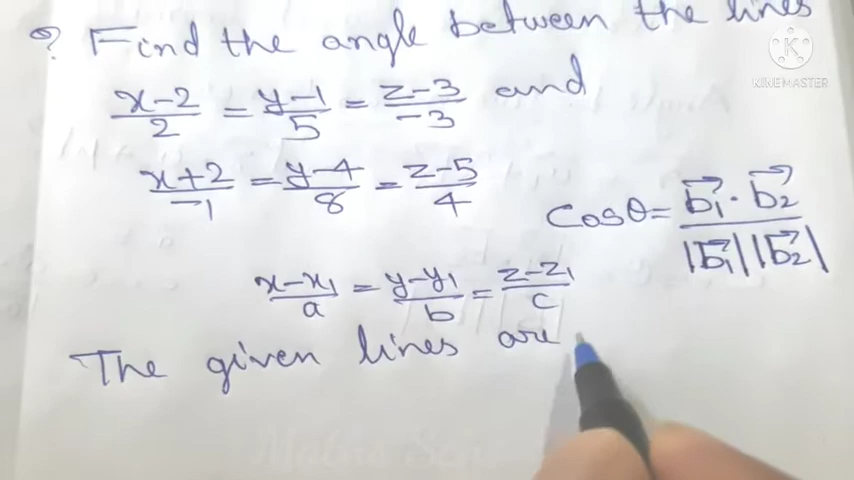 ? Find the angle between the lines
x-2/2 = y-1/5 = z-3/-3 and
x+2/-1 = y-4/8 = z-5/4
Cosθ = b₁⃗ · b₂⃗ / |b₁⃗| |b₂⃗|
x-x₁/a = y-y₁/b = z-z₁/c
The given lines are
K
KINEMASTER